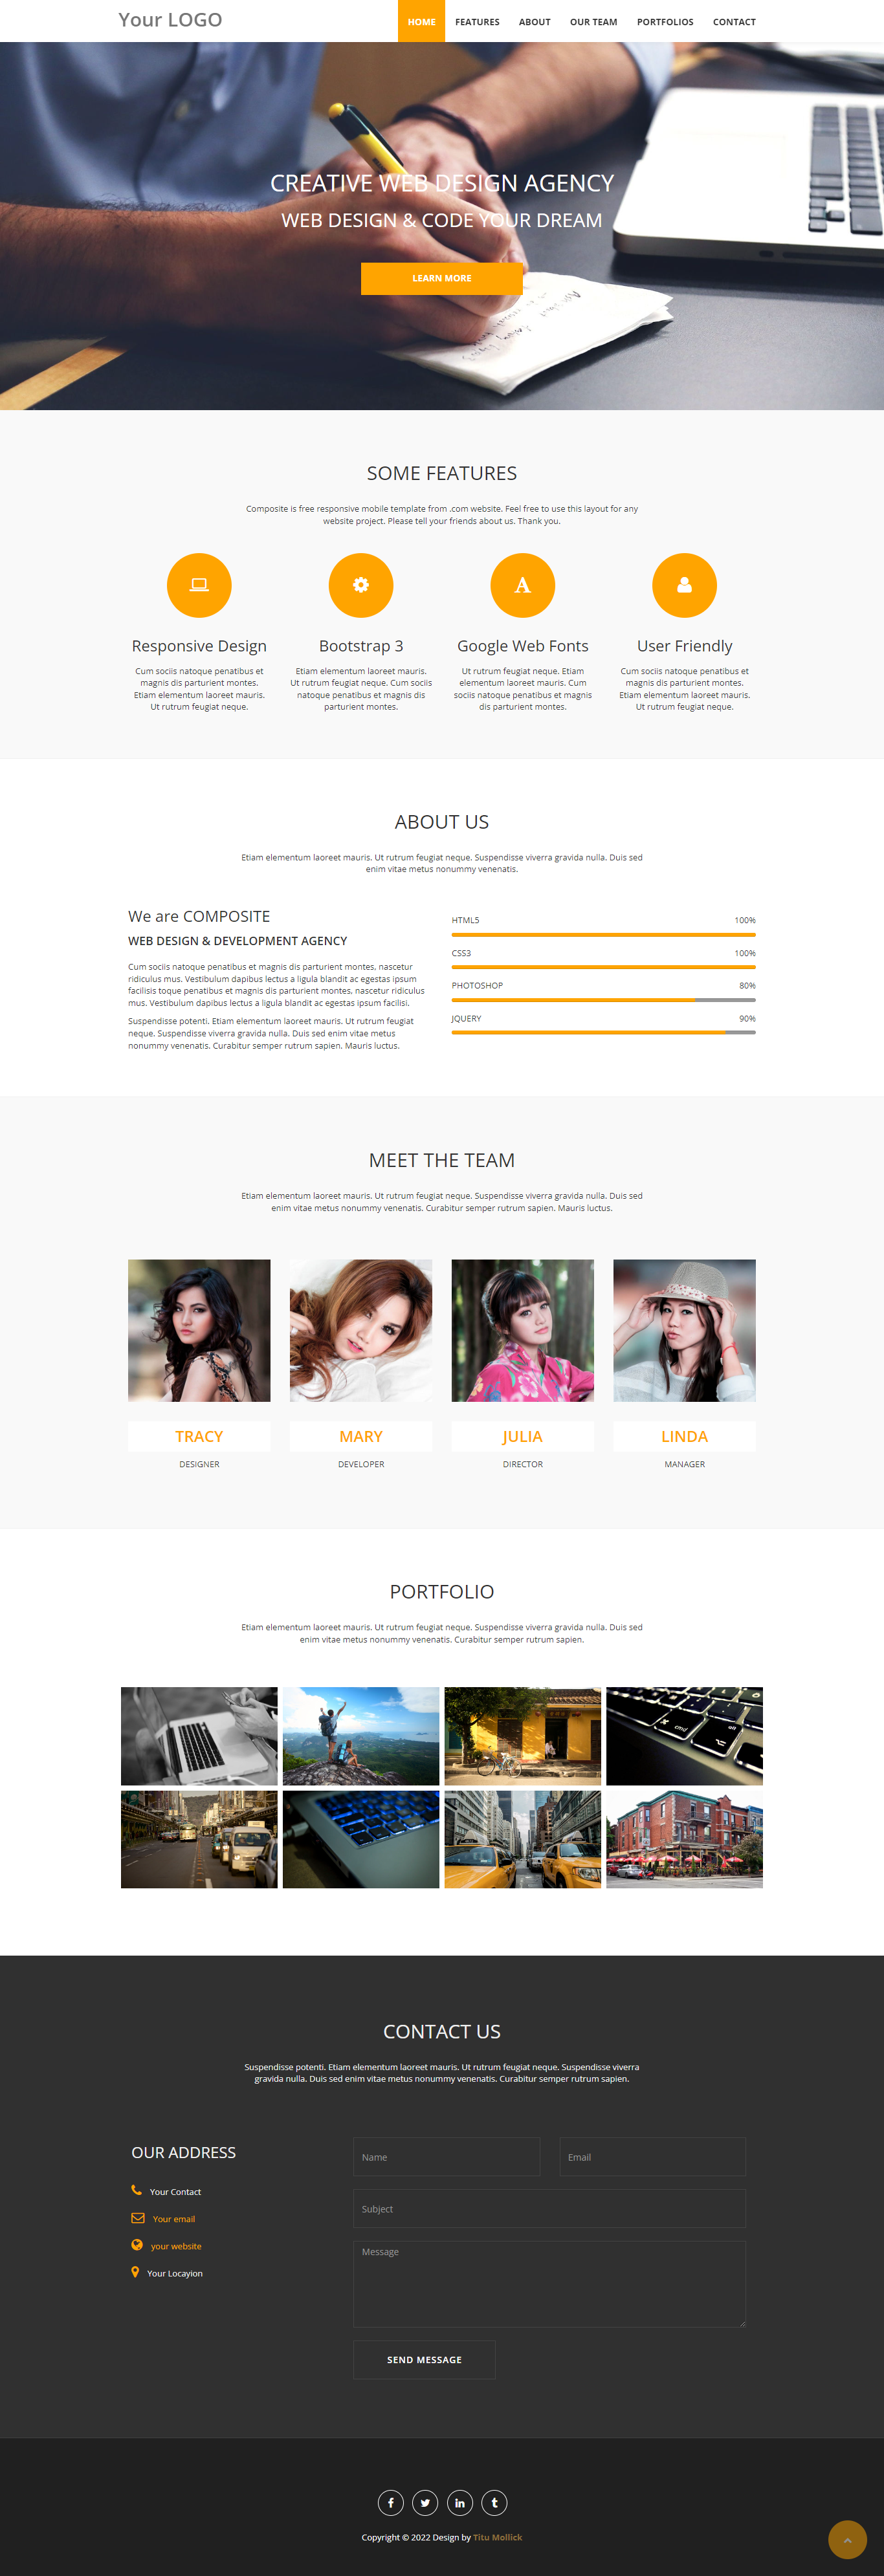 Your LOGO
HOME FEATURES ABOUT OUR TEAM PORTFOLIOS CONTACT
CREATIVE WEB DESIGN AGENCY
WEB DESIGN & CODE YOUR DREAM
LEARN MORE
SOME FEATURES
Composite is free responsive mobile template from .com website. Feel free to use this layout for any
website project. Please tell your friends about us. Thank you.
Responsive Design
Cum sociis natoque penatibus et
magnis dis parturient montes.
Etiam elementum laoreet mauris.
Ut rutrum feugiat neque.
Bootstrap 3
Etiam elementum laoreet mauris.
Ut rutrum feugiat neque. Cum sociis
natoque penatibus et magnis dis
parturient montes.
A
Google Web Fonts
Ut rutrum feugiat neque. Etiam
elementum laoreet mauris. Cum
sociis natoque penatibus et magnis
dis parturient montes.
User Friendly
Cum sociis natoque penatibus et
magnis dis parturient montes.
Etiam elementum laoreet mauris.
Ut rutrum feugiat neque.
ABOUT US
Etiam elementum laoreet mauris. Ut rutrum feugiat neque. Suspendisse viverra gravida nulla. Duis sed
enim vitae metus nonummy venenatis.
We are COMPOSITE
WEB DESIGN & DEVELOPMENT AGENCY
Cum sociis natoque penatibus et magnis dis parturient montes, nascetur
ridiculus mus. Vestibulum dapibus lectus a ligula blandit ac egestas ipsum
facilisis toque penatibus et magnis dis parturient montes, nascetur ridiculus
mus. Vestibulum dapibus lectus a ligula blandit ac egestas ipsum facilisi.
Suspendisse potenti. Etiam elementum laoreet mauris. Ut rutrum feugiat
neque. Suspendisse viverra gravida nulla. Duis sed enim vitae metus
nonummy venenatis. Curabitur semper rutrum sapien. Mauris luctus.
HTML5 100%
CSS3 100%
PHOTOSHOP 80%
JQUERY 90%
MEET THE TEAM
Etiam elementum laoreet mauris. Ut rutrum feugiat neque. Suspendisse viverra gravida nulla. Duis sed
enim vitae metus nonummy venenatis. Curabitur semper rutrum sapien. Mauris luctus.
TRACY
DESIGNER
MARY
DEVELOPER
JULIA
DIRECTOR
LINDA
MANAGER
PORTFOLIO
Etiam elementum laoreet mauris. Ut rutrum feugiat neque. Suspendisse viverra gravida nulla. Duis sed
enim vitae metus nonummy venenatis. Curabitur semper rutrum sapien.
cmd
alt
CONTACT US
Suspendisse potenti. Etiam elementum laoreet mauris. Ut rutrum feugiat neque. Suspendisse viverra
gravida nulla. Duis sed enim vitae metus nonummy venenatis. Curabitur semper rutrum sapien.
OUR ADDRESS
Your Contact
Your email
your website
Your Locayion
Name
Email
Subject
Message
SEND MESSAGE
Copyright © 2022 Design by Titu Mollick